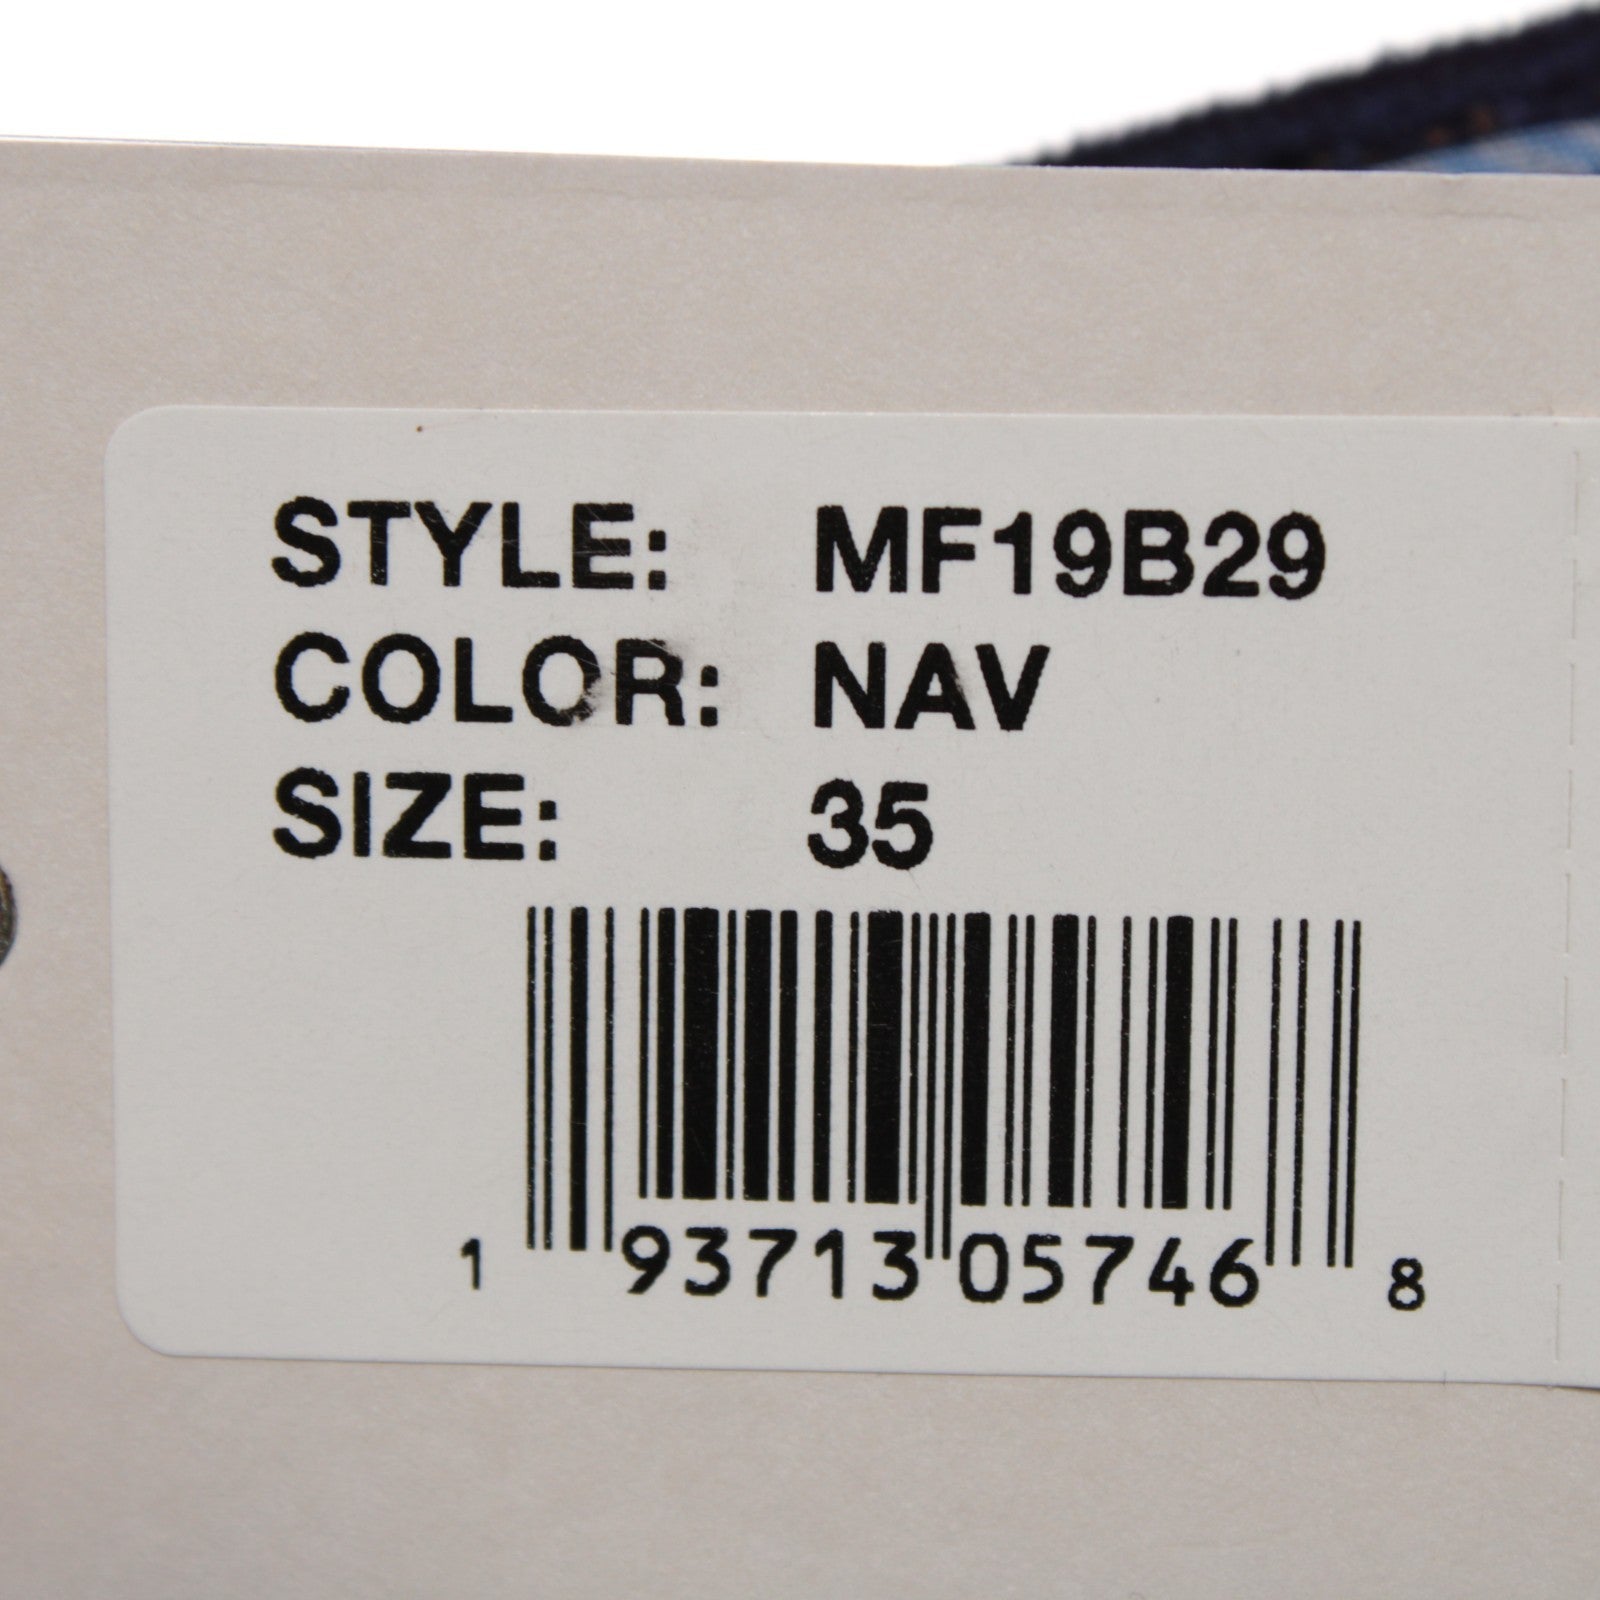 STYLE: MF19B29
COLOR: NAV
SIZE: 35
1 93713 05746 8